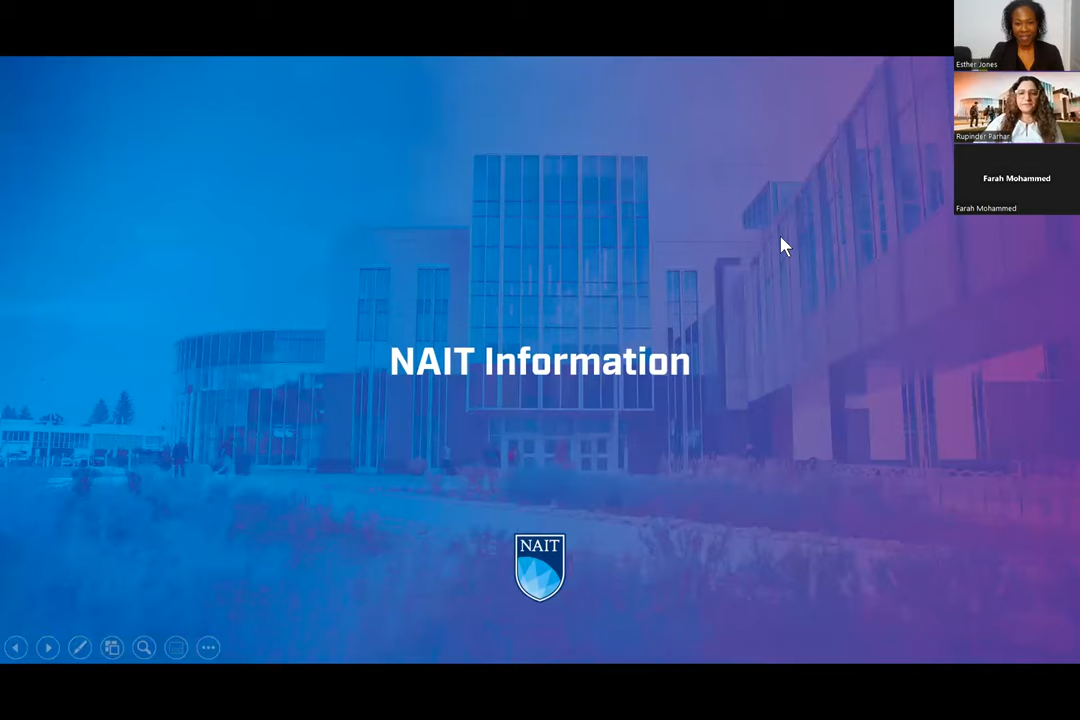 Esther Jones
Rupinder Parhar
Farah Mohammed
Farah Mohammed
NAIT Information
NAIT